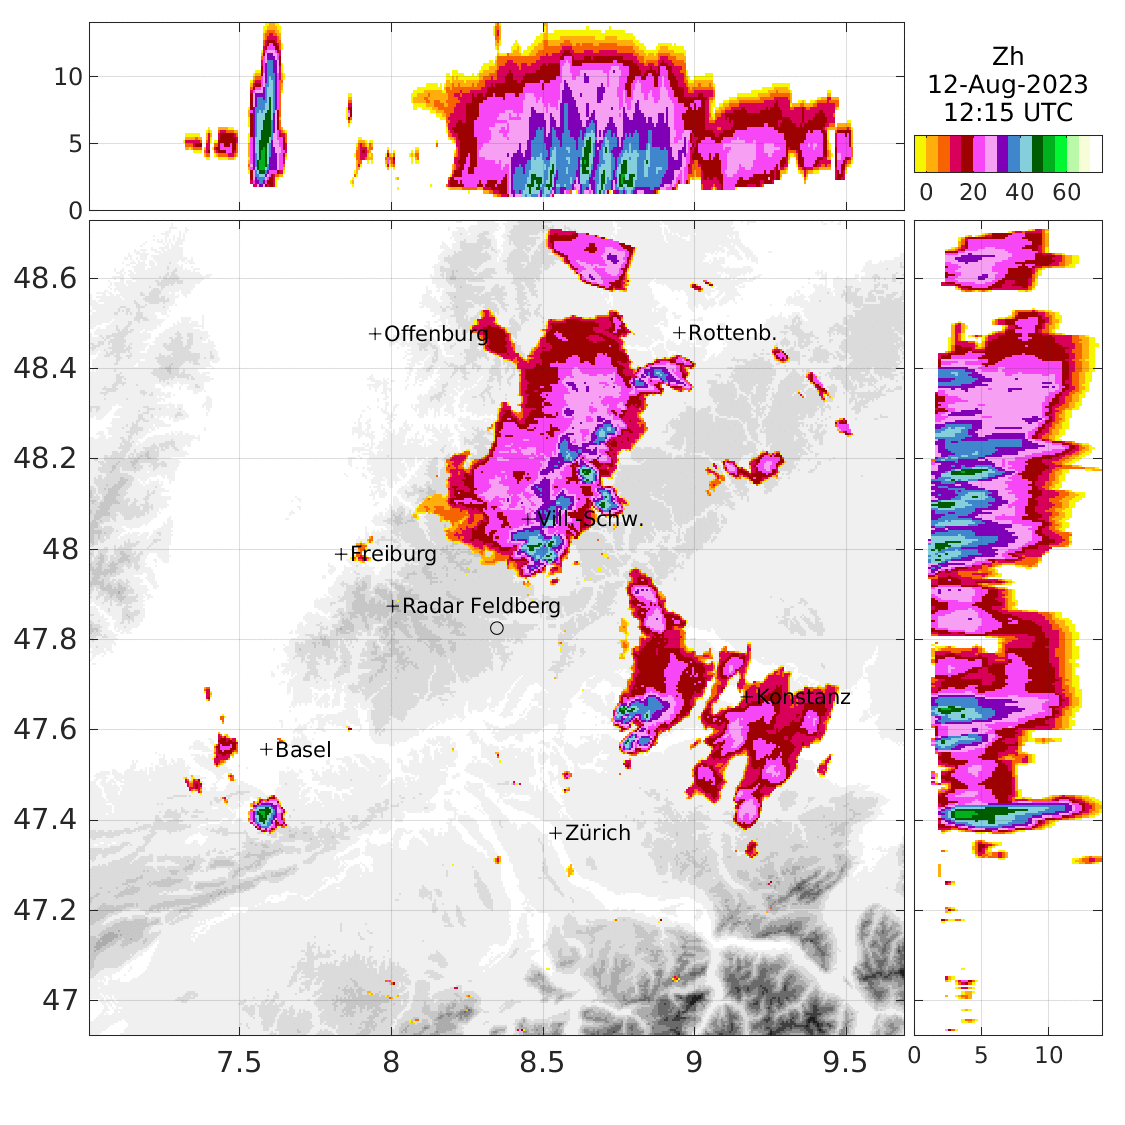 10
5
0
Zh
12-Aug-2023
12:15 UTC
0 20 40 60
48.6
48.4
48.2
48
47.8
47.6
47.4
47.2
47
+Offenburg
+Rottenb.
+Vill.-Schw.
+Freiburg
+Radar Feldberg
+Konstanz
+Basel
+Zürich
7.5 8 8.5 9 9.5
0 5 10